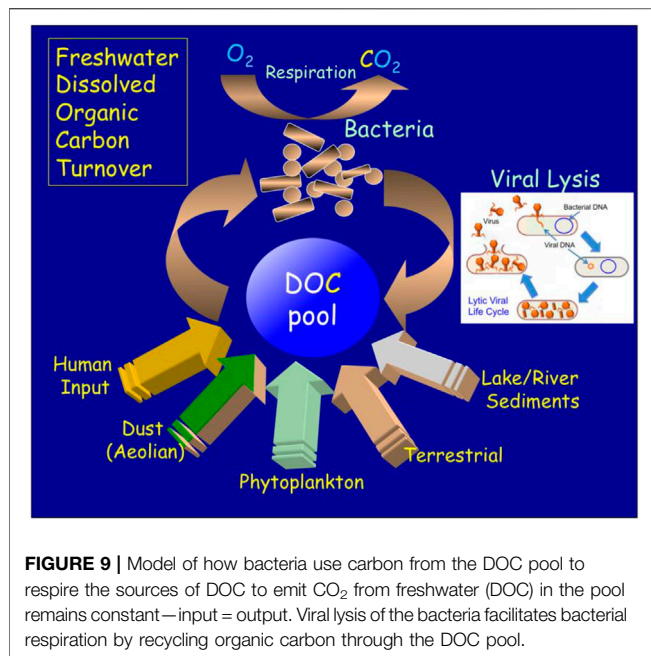 Freshwater
Dissolved
Organic
Carbon
Turnover
O₂
Respiration
CO₂
Bacteria
Viral Lysis
Virus
Bacterial DNA
Viral DNA
Lytic Viral
Life Cycle
DOC
pool
Human
Input
Dust
(Aeolian)
Phytoplankton
Terrestrial
Lake/River
Sediments
FIGURE 9 | Model of how bacteria use carbon from the DOC pool to
respire the sources of DOC to emit CO₂ from freshwater (DOC) in the pool
remains constant—input = output. Viral lysis of the bacteria facilitates bacterial
respiration by recycling organic carbon through the DOC pool.